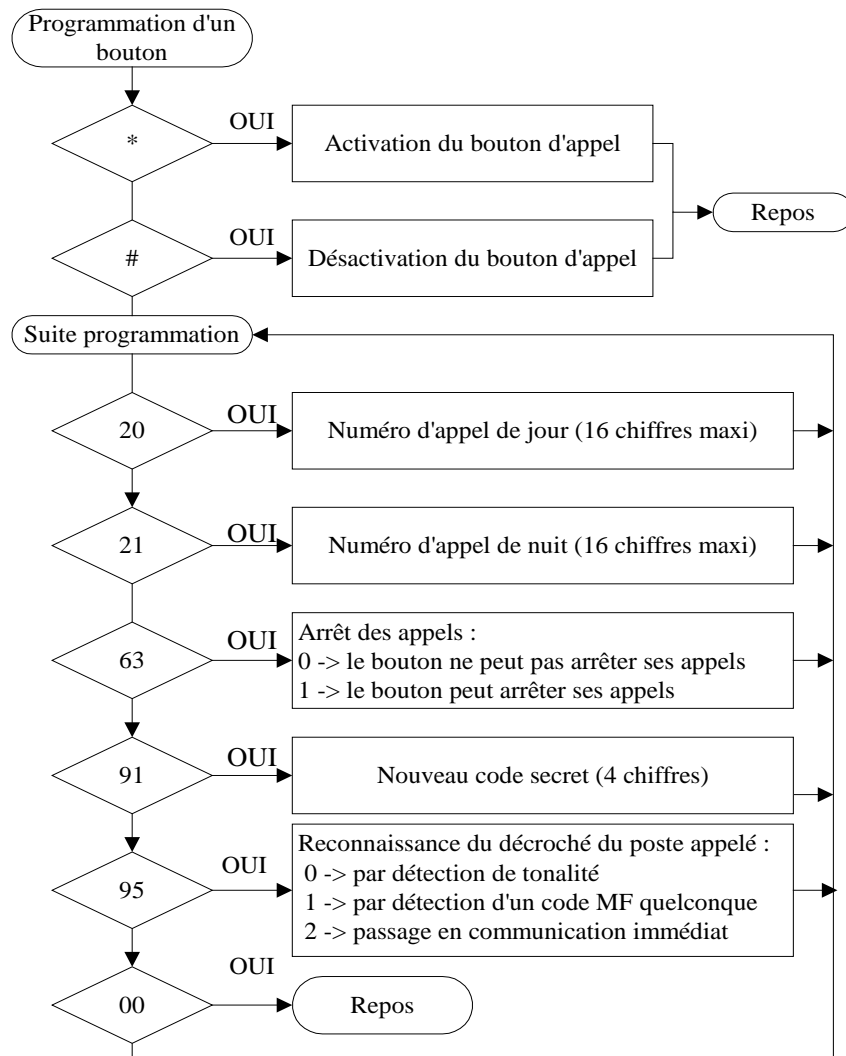 Programmation d'un
bouton
*
OUI
Activation du bouton d'appel
Repos
#
OUI
Désactivation du bouton d'appel
Suite programmation
20
OUI
Numéro d'appel de jour (16 chiffres maxi)
21
OUI
Numéro d'appel de nuit (16 chiffres maxi)
63
OUI
Arrêt des appels :
0 -> le bouton ne peut pas arrêter ses appels
1 -> le bouton peut arrêter ses appels
91
OUI
Nouveau code secret (4 chiffres)
95
OUI
Reconnaissance du décroché du poste appelé :
0 -> par détection de tonalité
1 -> par détection d'un code MF quelconque
2 -> passage en communication immédiat
00
OUI
Repos